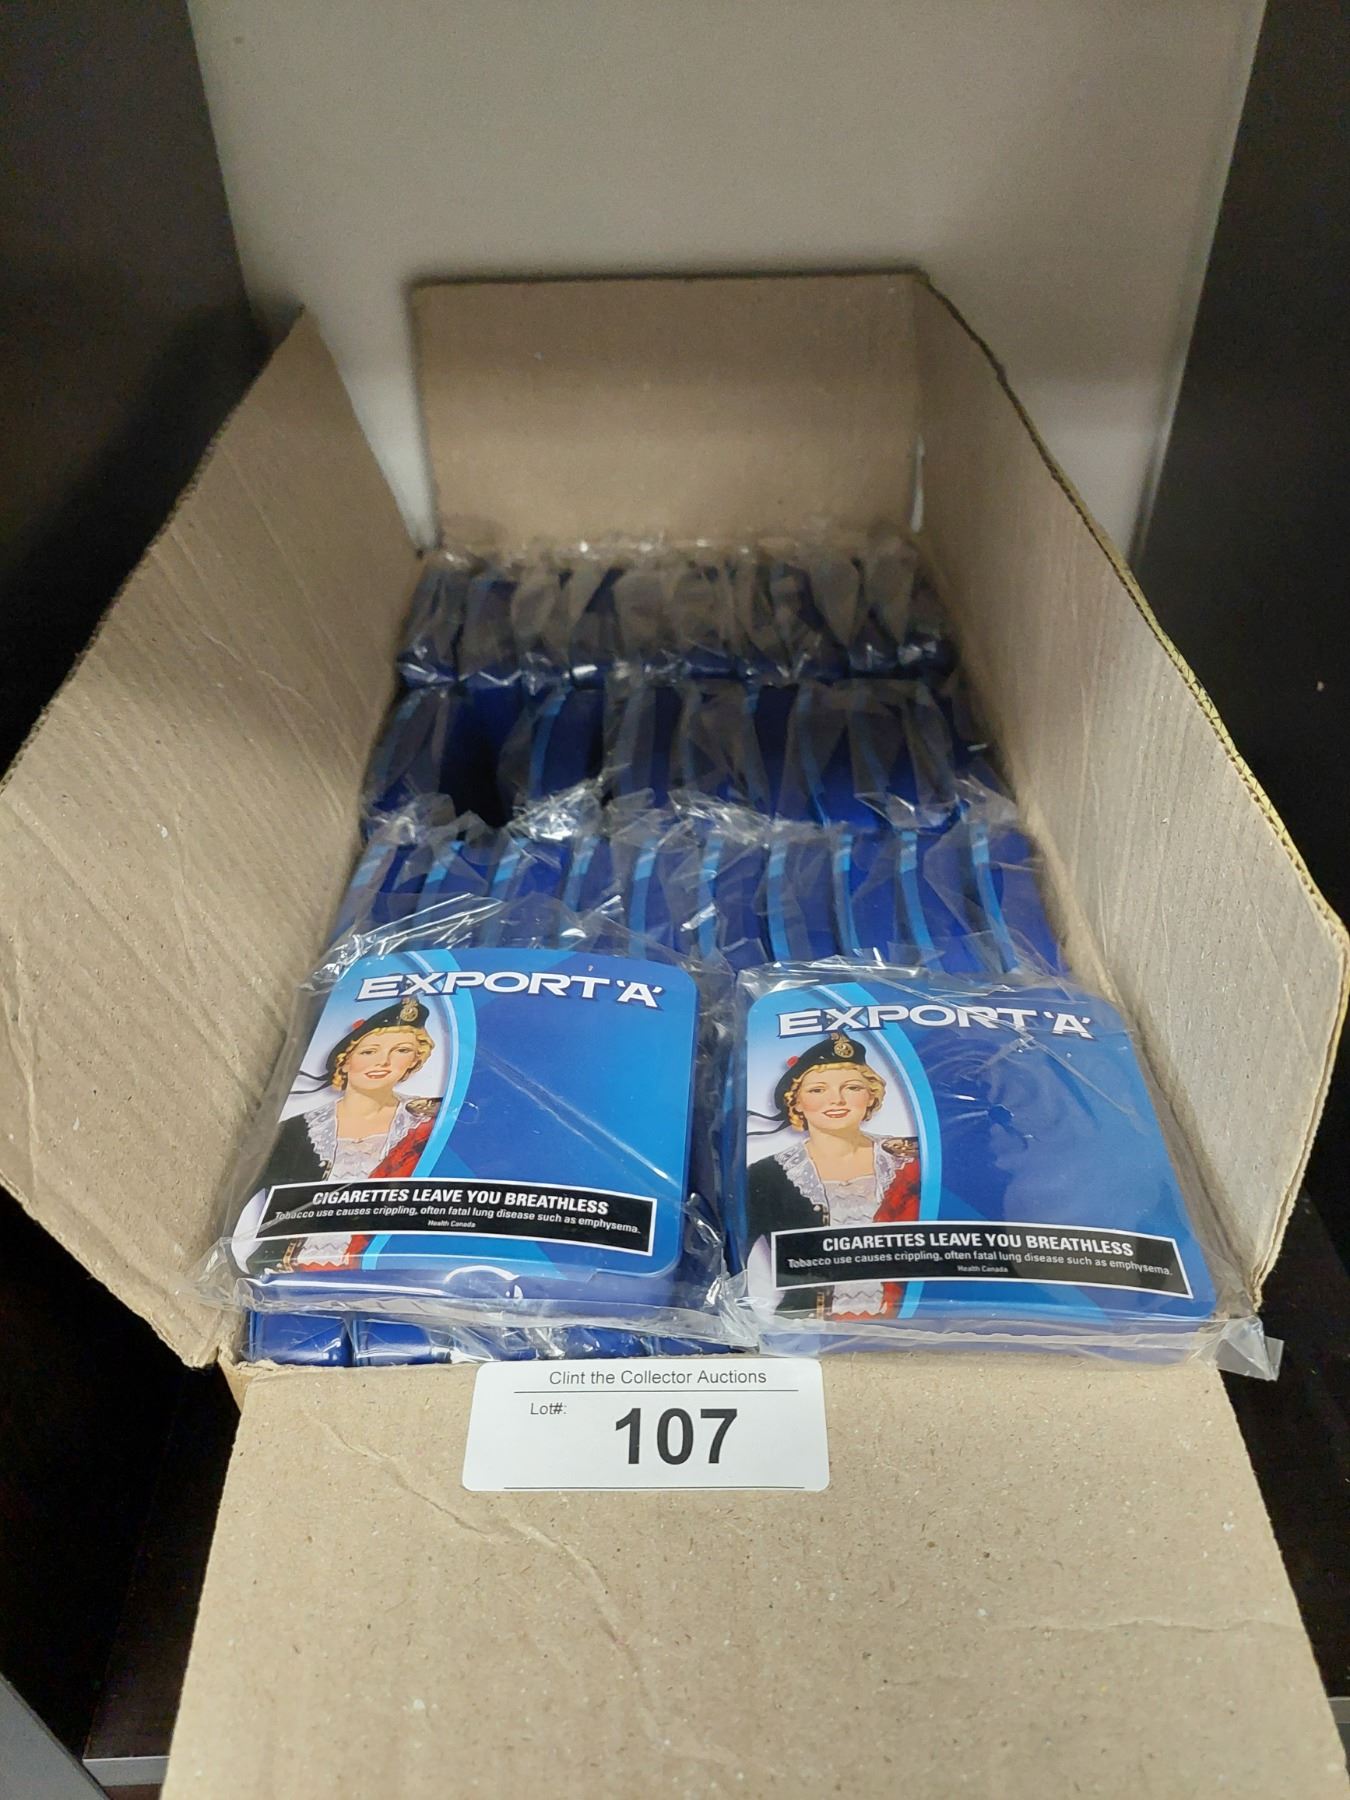 EXPORT 'A'
CIGARETTES LEAVE YOU BREATHLESS
Tobacco use causes crippling, often fatal lung disease such as emphysema.
Health Canada
EXPORT 'A'
CIGARETTES LEAVE YOU BREATHLESS
Tobacco use causes crippling, often fatal lung disease such as emphysema.
Health Canada
Clint the Collector Auctions
Lot#: 107